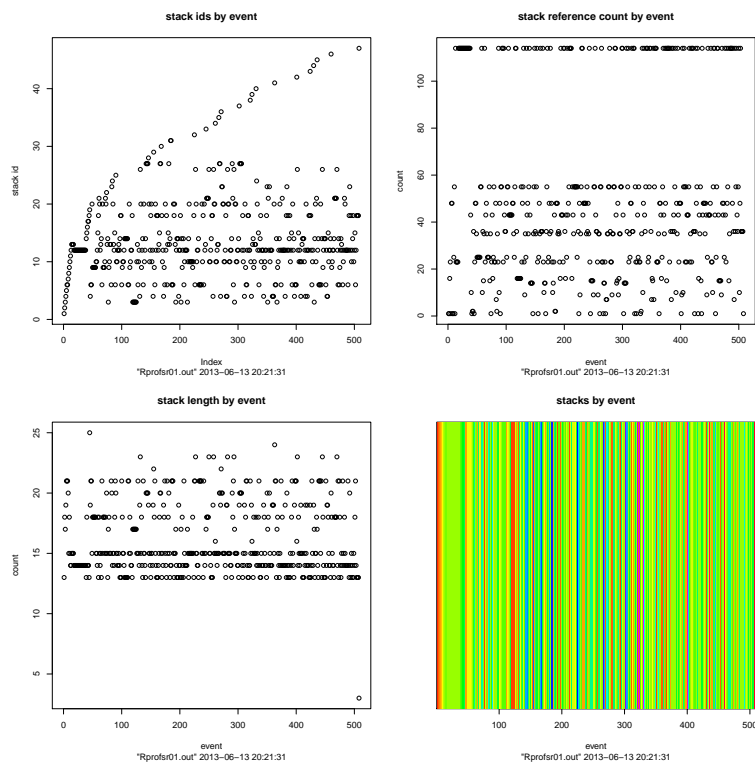 stack ids by event
stack id
0 10 20 30 40
0 100 200 300 400 500
Index
"Rprofsr01.out" 2013−06−13 20:21:31
stack reference count by event
count
0 20 40 60 80 100
0 100 200 300 400 500
event
"Rprofsr01.out" 2013−06−13 20:21:31
stack length by event
count
5 10 15 20 25
0 100 200 300 400 500
event
"Rprofsr01.out" 2013−06−13 20:21:31
stacks by event
100 200 300 400 500
event
"Rprofsr01.out" 2013−06−13 20:21:31